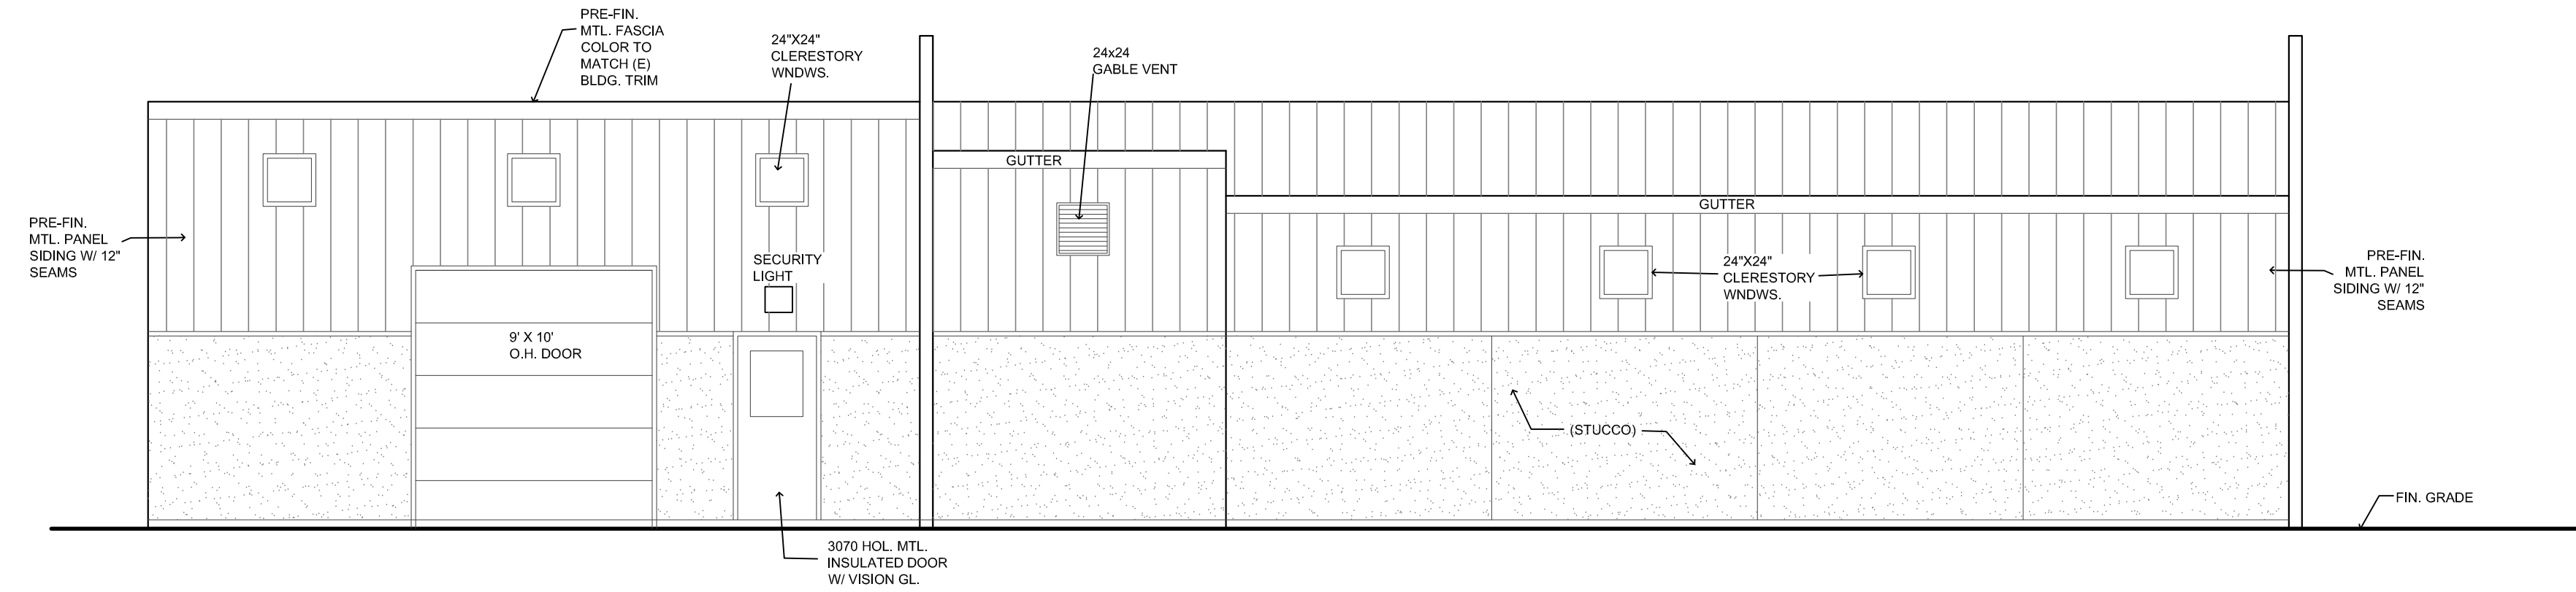 PRE-FIN.
MTL. FASCIA
COLOR TO
MATCH (E)
BLDG. TRIM
24"X24"
CLERESTORY
WNDWS.
24x24
GABLE VENT
GUTTER
GUTTER
PRE-FIN.
MTL. PANEL
SIDING W/ 12"
SEAMS
SECURITY
LIGHT
24"X24"
CLERESTORY
WNDWS.
PRE-FIN.
MTL. PANEL
SIDING W/ 12"
SEAMS
9' X 10'
O.H. DOOR
(STUCCO)
FIN. GRADE
3070 HOL. MTL.
INSULATED DOOR
W/ VISION GL.